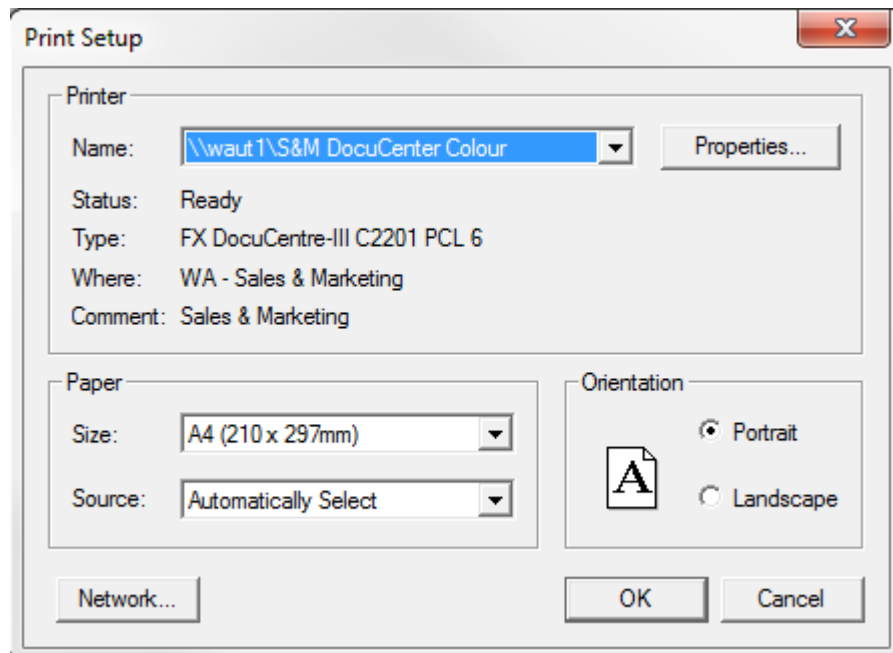 Print Setup
Printer
Name: \\waut1\S&M DocuCenter Colour Properties...
Status: Ready
Type: FX DocuCentre-III C2201 PCL 6
Where: WA - Sales & Marketing
Comment: Sales & Marketing
Paper
Size: A4 (210 x 297mm)
Source: Automatically Select
Orientation
A
Portrait
Landscape
Network... OK Cancel